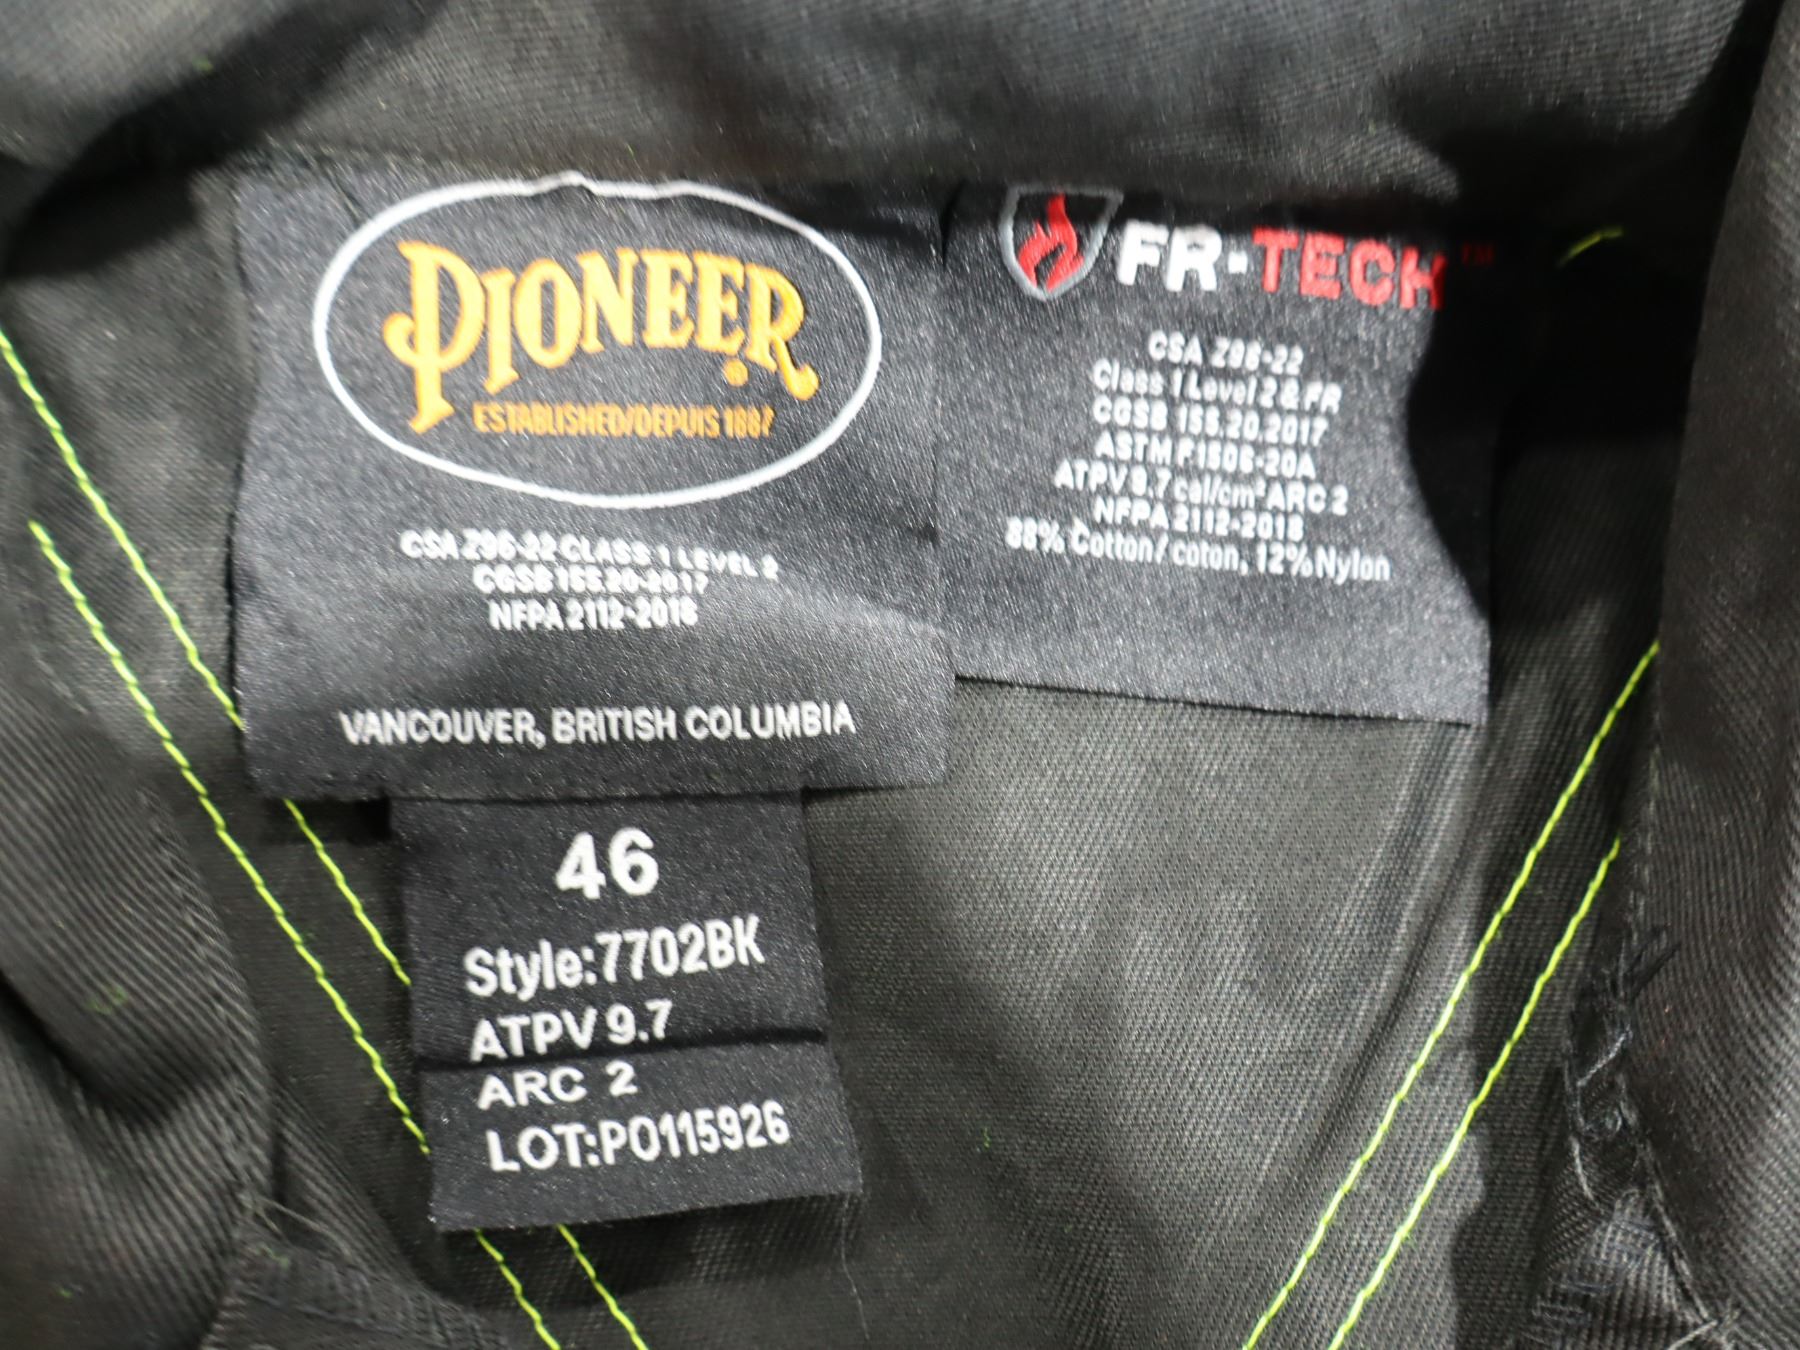 PIONEER®
ESTABLISHED/DEPUIS 1887
CSA Z96-22 CLASS 1 LEVEL 2
CGSB 155.20-2017
NFPA 2112-2018
VANCOUVER, BRITISH COLUMBIA
46
Style:7702BK
ATPV 9.7
ARC 2
LOT:PO115926
FR-TECH™
CSA Z96-22
Class 1 Level 2 & FR
CGSB 155.20.2017
ASTM F1506-20A
ATPV 9.7 cal/cm² ARC 2
NFPA 2112-2018
88% Cotton/coton, 12% Nylon